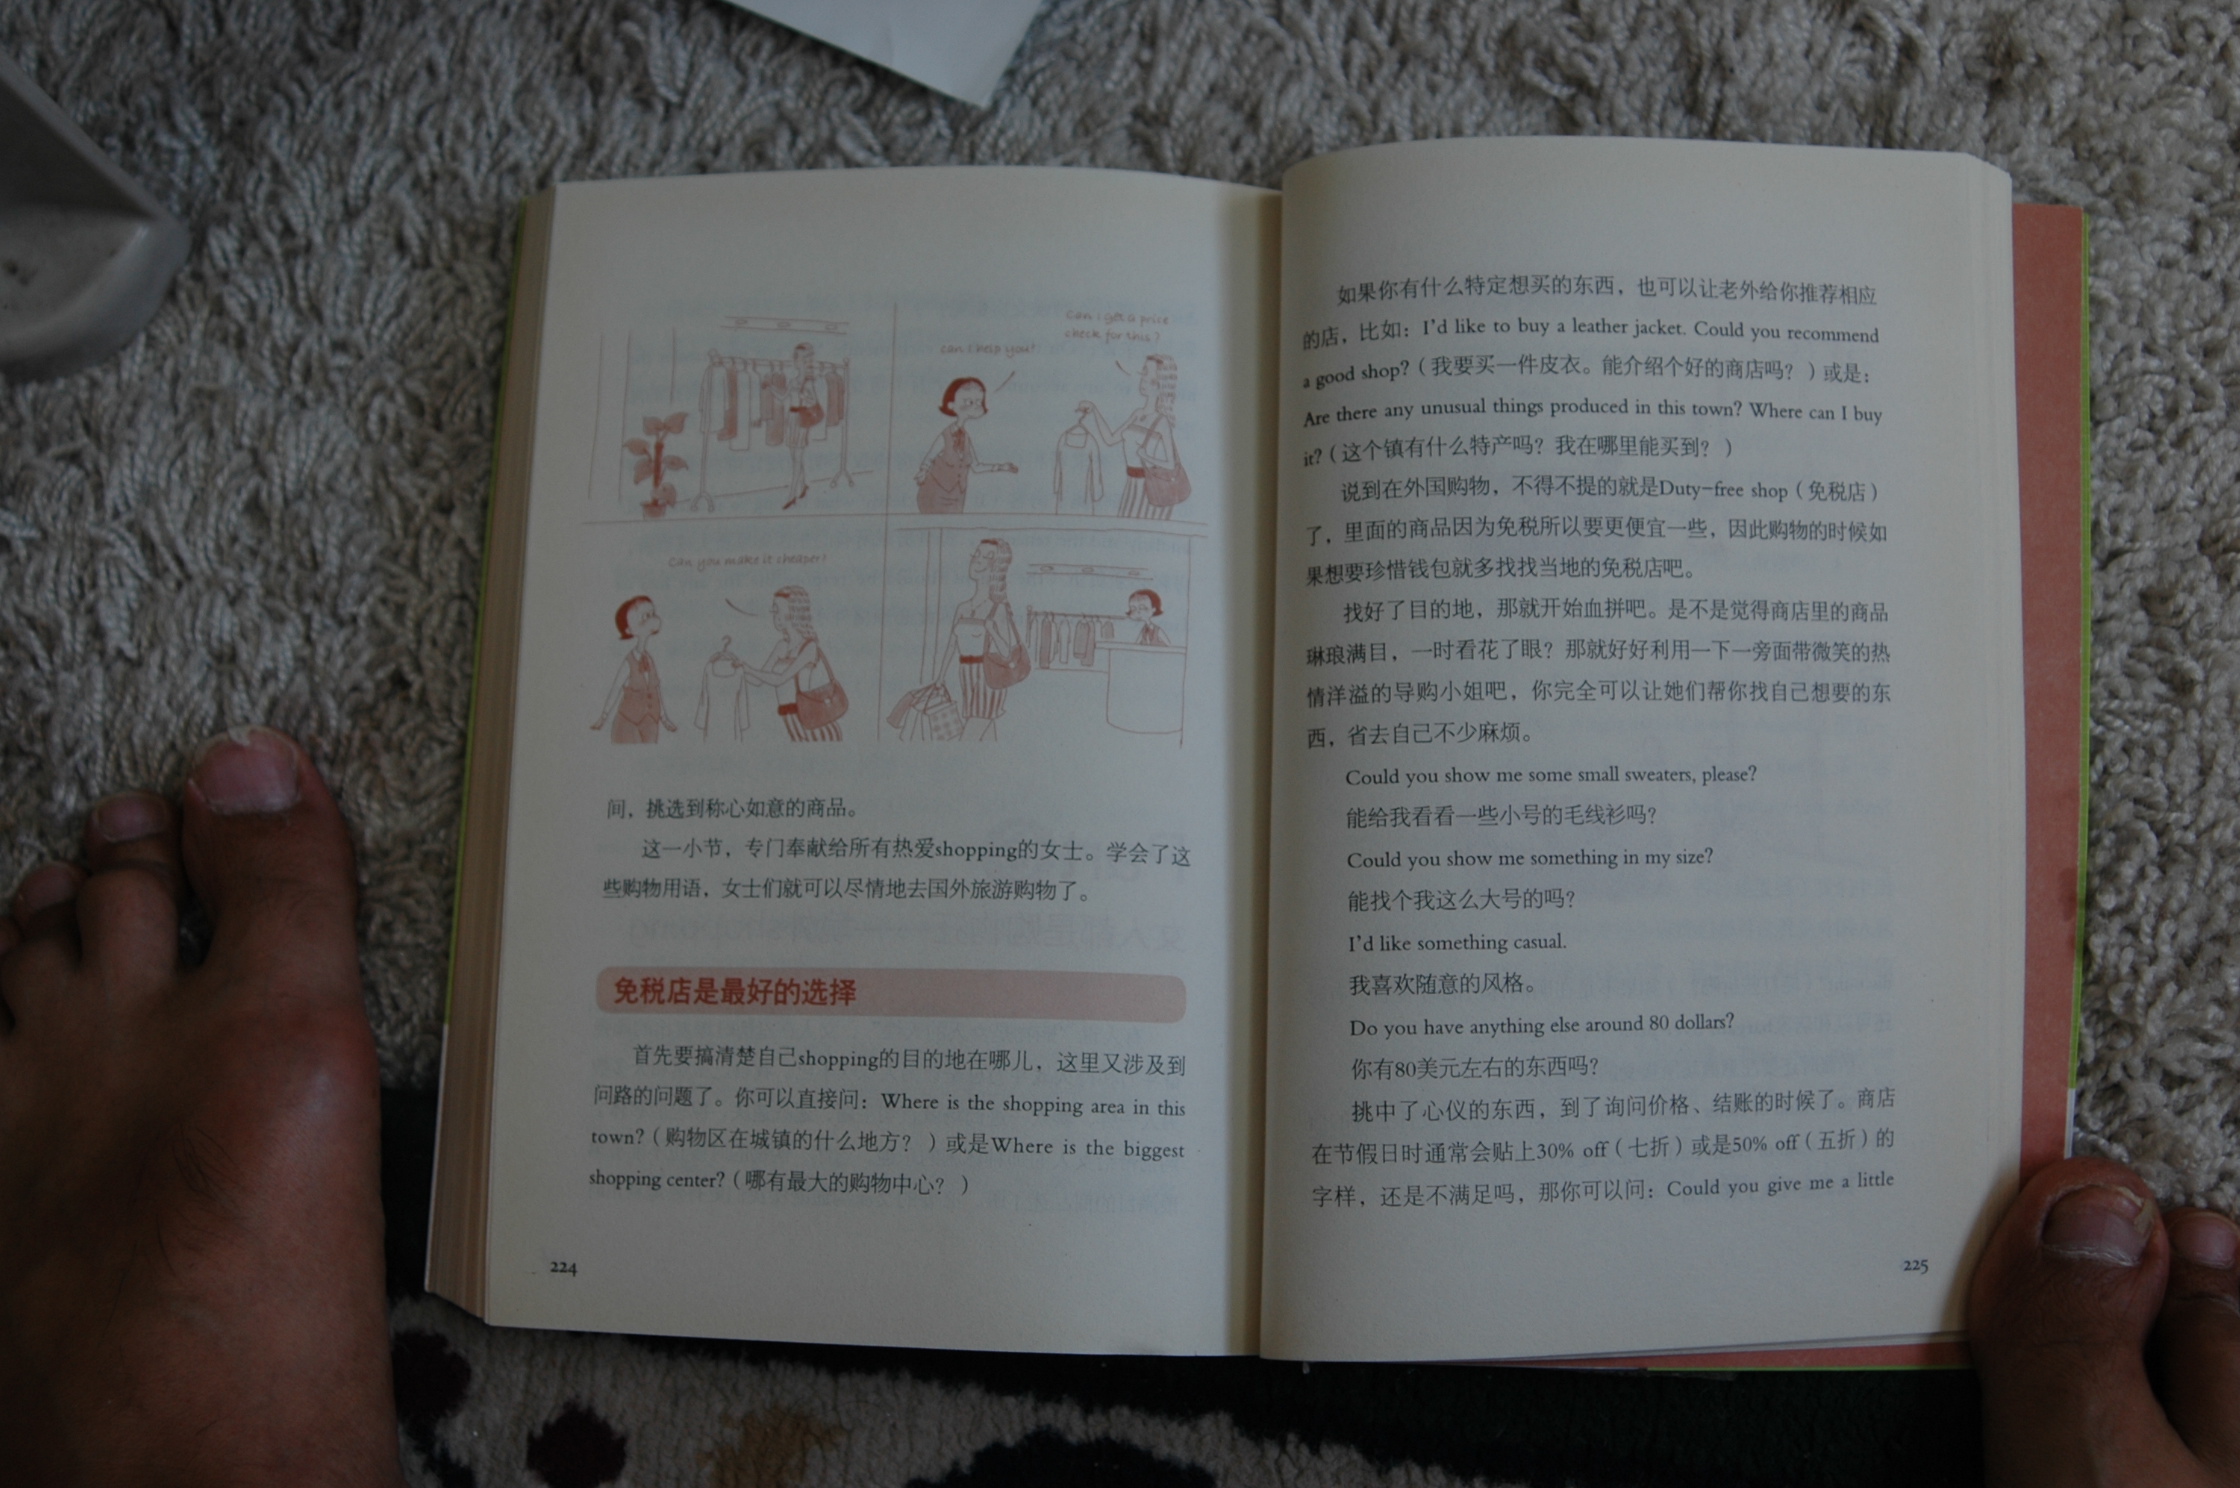 can I help you?
Can I get a price
check for this?
Can you make it cheaper?
间，挑选到称心如意的商品。
这一小节，专门奉献给所有热爱shopping的女士。学会了这
些购物用语，女士们就可以尽情地去国外旅游购物了。
免税店是最好的选择
首先要搞清楚自己shopping的目的地在哪儿，这里又涉及到
问路的问题了。你可以直接问：Where is the shopping area in this
town?（购物区在城镇的什么地方？）或是Where is the biggest
shopping center?（哪有最大的购物中心？）
224
如果你有什么特定想买的东西，也可以让老外给你推荐相应
的店，比如：I'd like to buy a leather jacket. Could you recommend
a good shop?（我要买一件皮衣。能介绍个好的商店吗？）或是：
Are there any unusual things produced in this town? Where can I buy
it?（这个镇有什么特产吗？我在哪里能买到？）
说到在外国购物，不得不提的就是Duty-free shop（免税店）
了，里面的商品因为免税所以要更便宜一些，因此购物的时候如
果想要珍惜钱包就多找找当地的免税店吧。
找好了目的地，那就开始血拼吧。是不是觉得商店里的商品
琳琅满目，一时看花了眼？那就好好利用一下一旁面带微笑的热
情洋溢的导购小姐吧，你完全可以让她们帮你找自己想要的东
西，省去自己不少麻烦。
Could you show me some small sweaters, please?
能给我看看一些小号的毛线衫吗？
Could you show me something in my size?
能找个我这么大号的吗？
I'd like something casual.
我喜欢随意的风格。
Do you have anything else around 80 dollars?
你有80美元左右的东西吗？
挑中了心仪的东西，到了询问价格、结账的时候了。商店
在节假日时通常会贴上30% off（七折）或是50% off（五折）的
字样，还是不满足吗，那你可以问：Could you give me a little
225